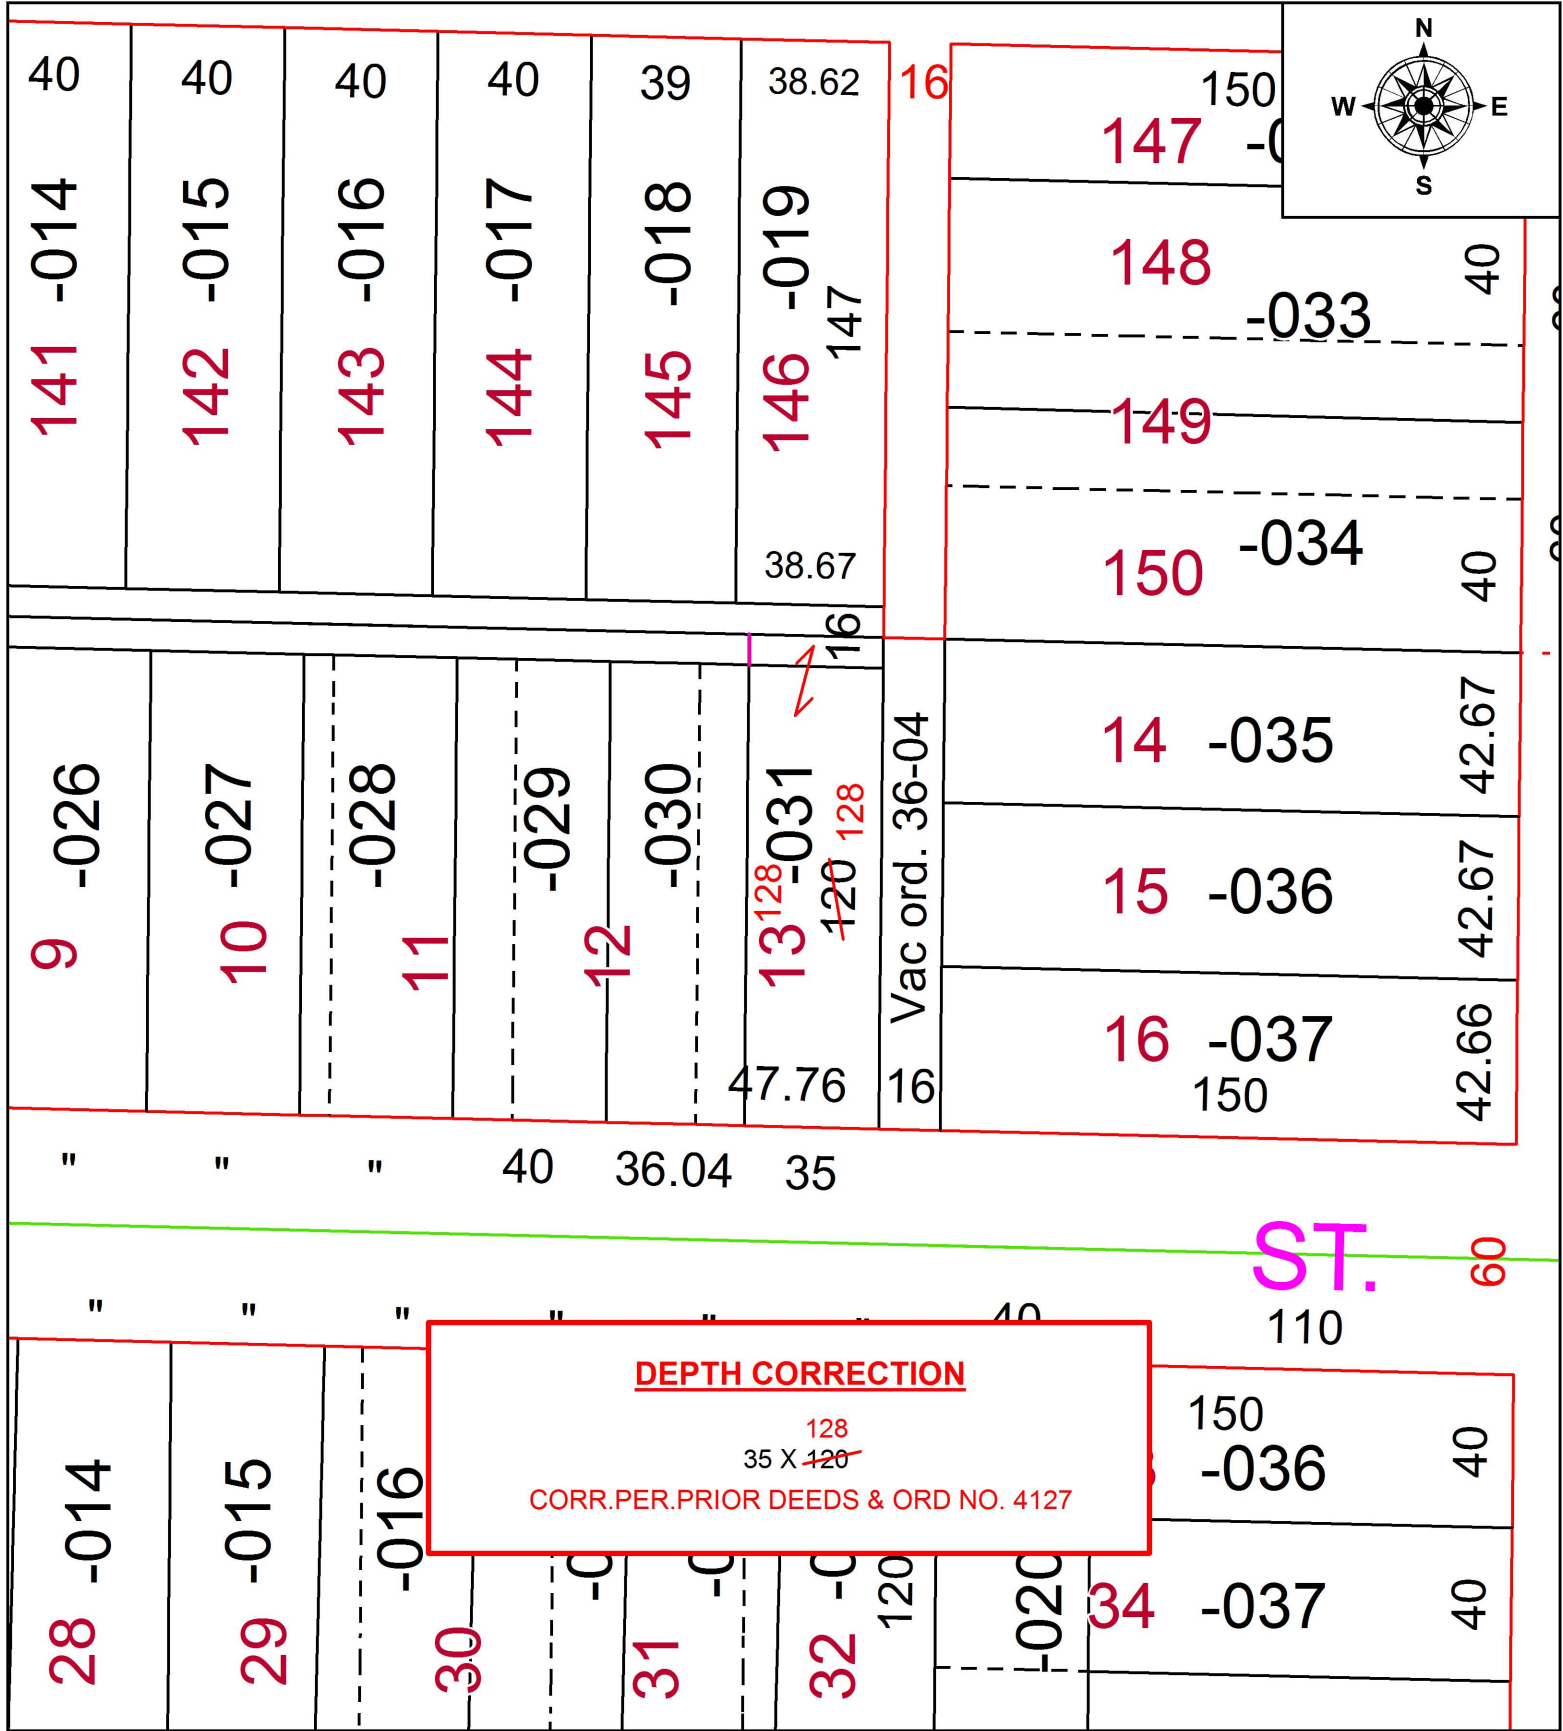 N
W E
S
40 40 40 40 39 38.62 16 150
147
-014 -015 -016 -017 -018 -019
147
141 142 143 144 145 146
148
40
-033
149
38.67
-034
150
40
16
14 -035 42.67
-026 -027 -028 -029 -030 -031
128
128
120
Vac ord. 36-04
15 -036 42.67
9 10 11 12 13
16 -037 42.66
47.76 16 150
" " " 40 36.04 35
ST. 60
" " " " " " 40 110
DEPTH CORRECTION
128
35 X 120
CORR.PER.PRIOR DEEDS & ORD NO. 4127
150
-036 40
-014 -015 -016
120
-020
34 -037 40
28 29 30 31 32